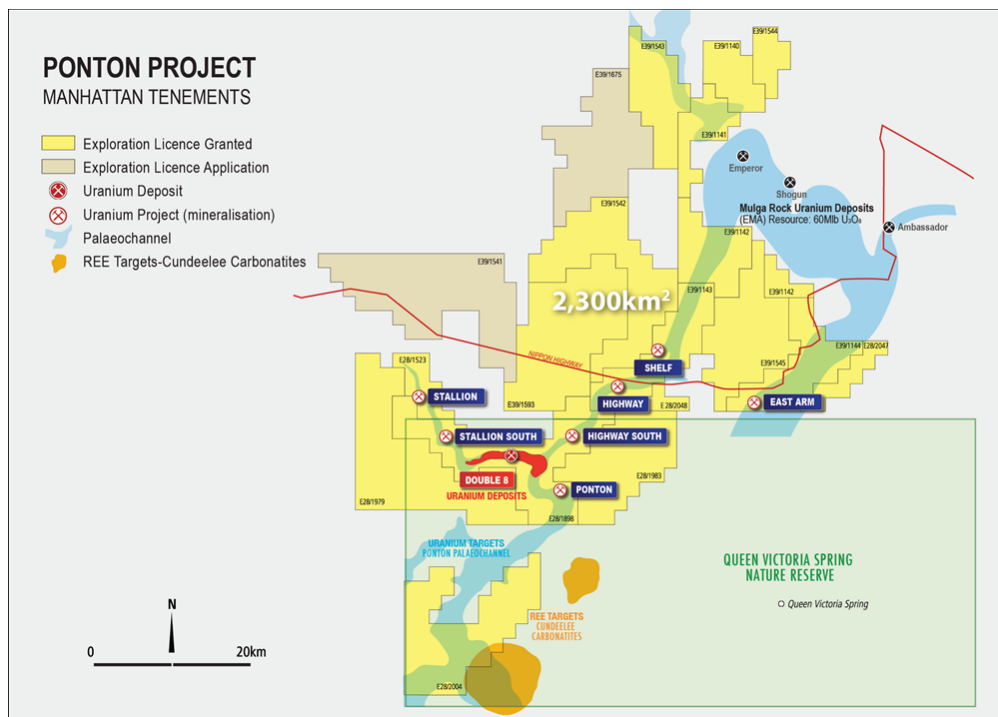 PONTON PROJECT
MANHATTAN TENEMENTS
Exploration Licence Granted
Exploration Licence Application
Uranium Deposit
Uranium Project (mineralisation)
Palaeochannel
REE Targets-Cundeelee Carbonatites
E39/1544
E39/1543
E39/1140
E39/1675
E39/1141
Emperor
Shogun
Mulga Rock Uranium Deposits
(EMA) Resource: 60Mlb U₃O₈
Ambassador
E39/1542
E39/1142
E39/1541
E39/1143
E39/1142
2,300km²
NIPPON HIGHWAY
E39/1144
E28/2047
E39/1545
E28/1523
SHELF
STALLION
E39/1593
HIGHWAY
E 28/2048
EAST ARM
STALLION SOUTH
HIGHWAY SOUTH
DOUBLE 8
URANIUM DEPOSITS
PONTON
E28/1983
E28/1979
E28/1898
URANIUM TARGETS
PONTON PALAEOCHANNEL
QUEEN VICTORIA SPRING
NATURE RESERVE
Queen Victoria Spring
REE TARGETS
CUNDEELEE
CARBONATITES
N
0
20km
E28/2004